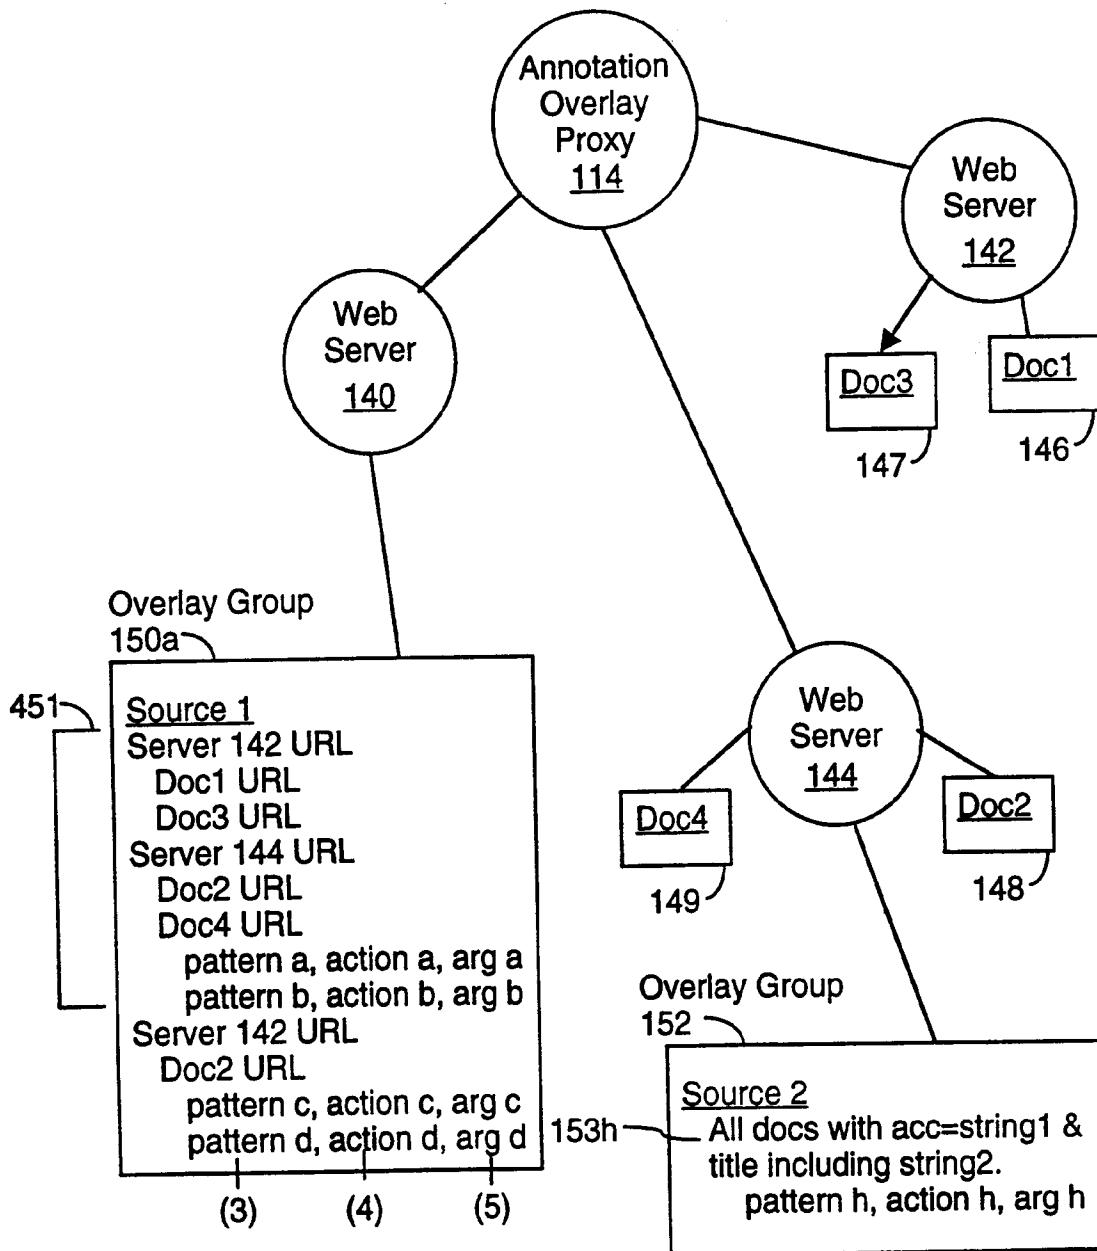 Annotation
Overlay
Proxy
114
Web
Server
142
Web
Server
140
Doc3
Doc1
147
146
Overlay Group
150a
451
Source 1
Server 142 URL
Doc1 URL
Doc3 URL
Server 144 URL
Doc2 URL
Doc4 URL
pattern a, action a, arg a
pattern b, action b, arg b
Server 142 URL
Doc2 URL
pattern c, action c, arg c
pattern d, action d, arg d
(3)
(4)
(5)
Web
Server
144
Doc4
Doc2
149
148
Overlay Group
152
Source 2
153h
All docs with acc=string1 &
title including string2.
pattern h, action h, arg h